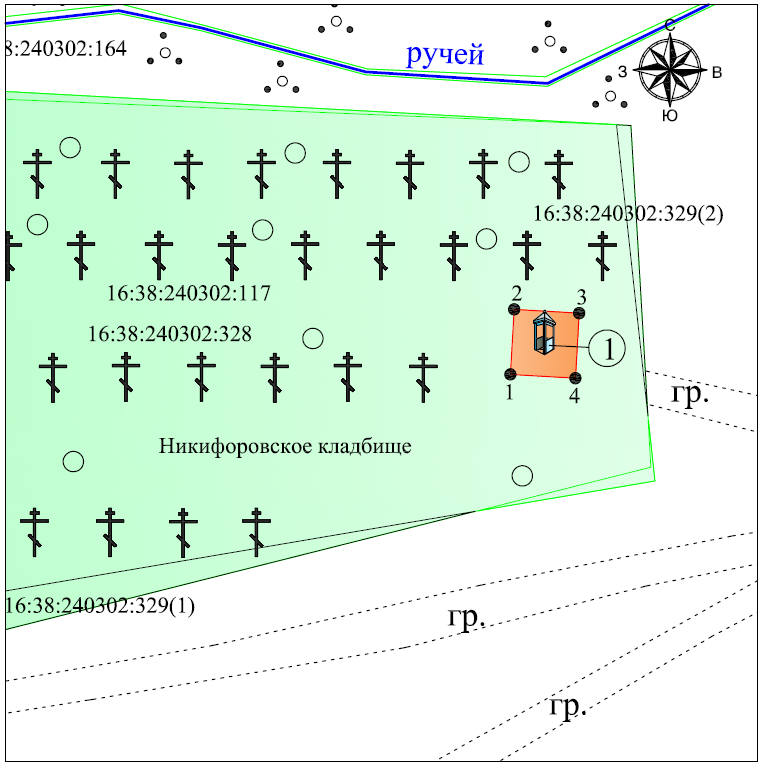 С
ручей
8:240302:164
З
В
Ю
16:38:240302:329(2)
16:38:240302:117
2
3
16:38:240302:328
1
1
4
гр.
Никифоровское кладбище
16:38:240302:329(1)
гр.
гр.